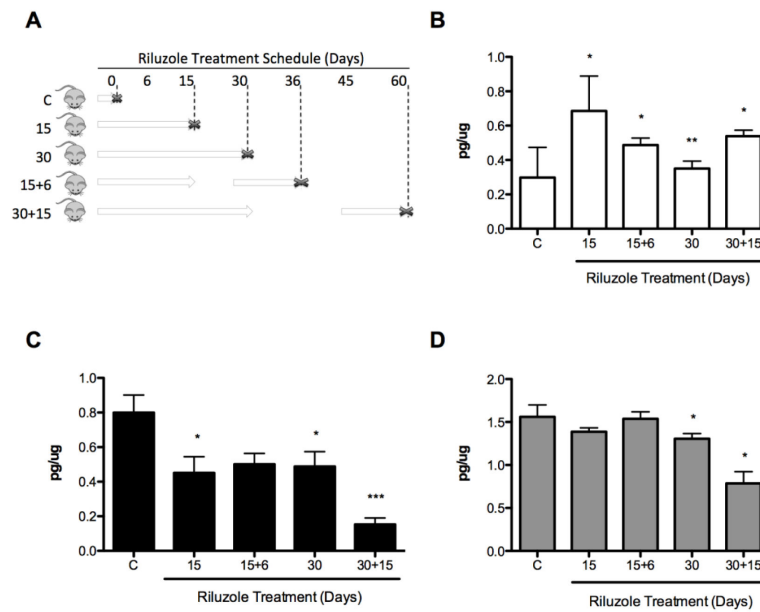 A
Riluzole Treatment Schedule (Days)
0 6 15 30 36 45 60
C
15
30
15+6
30+15
B
pg/ug
1.0
0.8
0.6
0.4
0.2
0.0
* * ** *
C 15 15+6 30 30+15
Riluzole Treatment (Days)
C
pg/ug
1.0
0.8
0.6
0.4
0.2
0.0
* * ***
C 15 15+6 30 30+15
Riluzole Treatment (Days)
D
pg/ug
2.0
1.5
1.0
1.5
0.0
* *
C 15 15+6 30 30+15
Riluzole Treatment (Days)